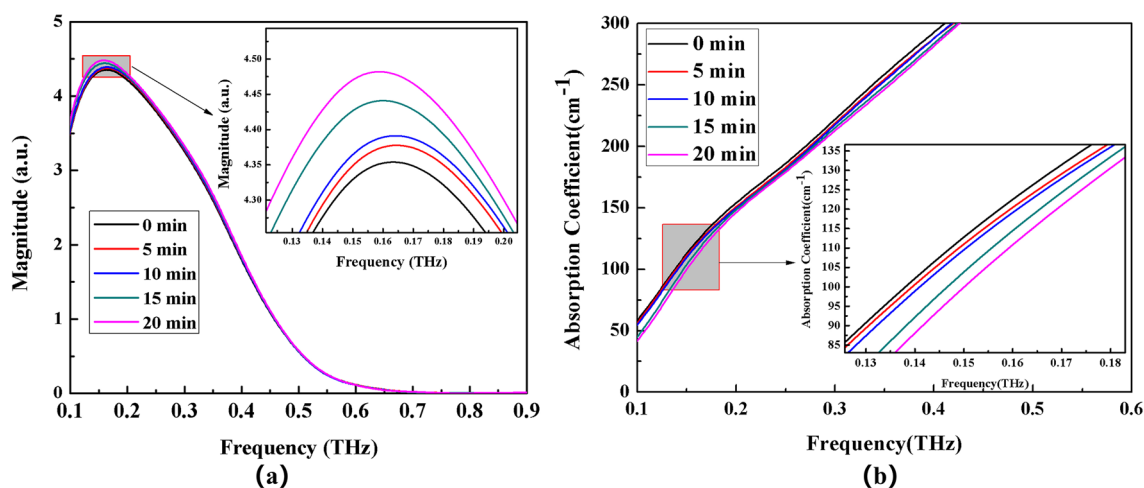 5
4
3
2
1
0
0.1
0.2
0.3
0.4
0.5
0.6
0.7
0.8
0.9
Magnitude (a.u.)
Frequency (THz)
0 min
5 min
10 min
15 min
20 min
4.50
4.45
4.40
4.35
4.30
0.13
0.14
0.15
0.16
0.17
0.18
0.19
0.20
Magnitude (a.u.)
Frequency (THz)
(a)
300
250
200
150
100
50
0
0.1
0.2
0.3
0.4
0.5
0.6
Absorption Coefficient(cm-1)
Frequency(THz)
0 min
5 min
10 min
15 min
20 min
135
130
125
120
115
110
105
100
95
90
85
0.13
0.14
0.15
0.16
0.17
0.18
Absorption Coefficient(cm-1)
Frequency(THz)
(b)